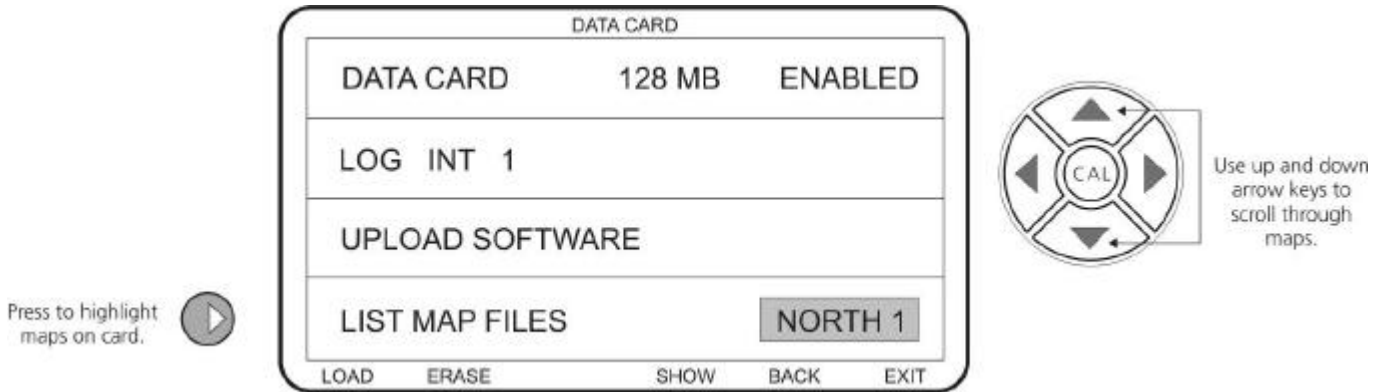 DATA CARD
DATA CARD 128 MB ENABLED
LOG INT 1
UPLOAD SOFTWARE
LIST MAP FILES NORTH 1
LOAD ERASE SHOW BACK EXIT
Press to highlight
maps on card.
CAL
Use up and down
arrow keys to
scroll through
maps.